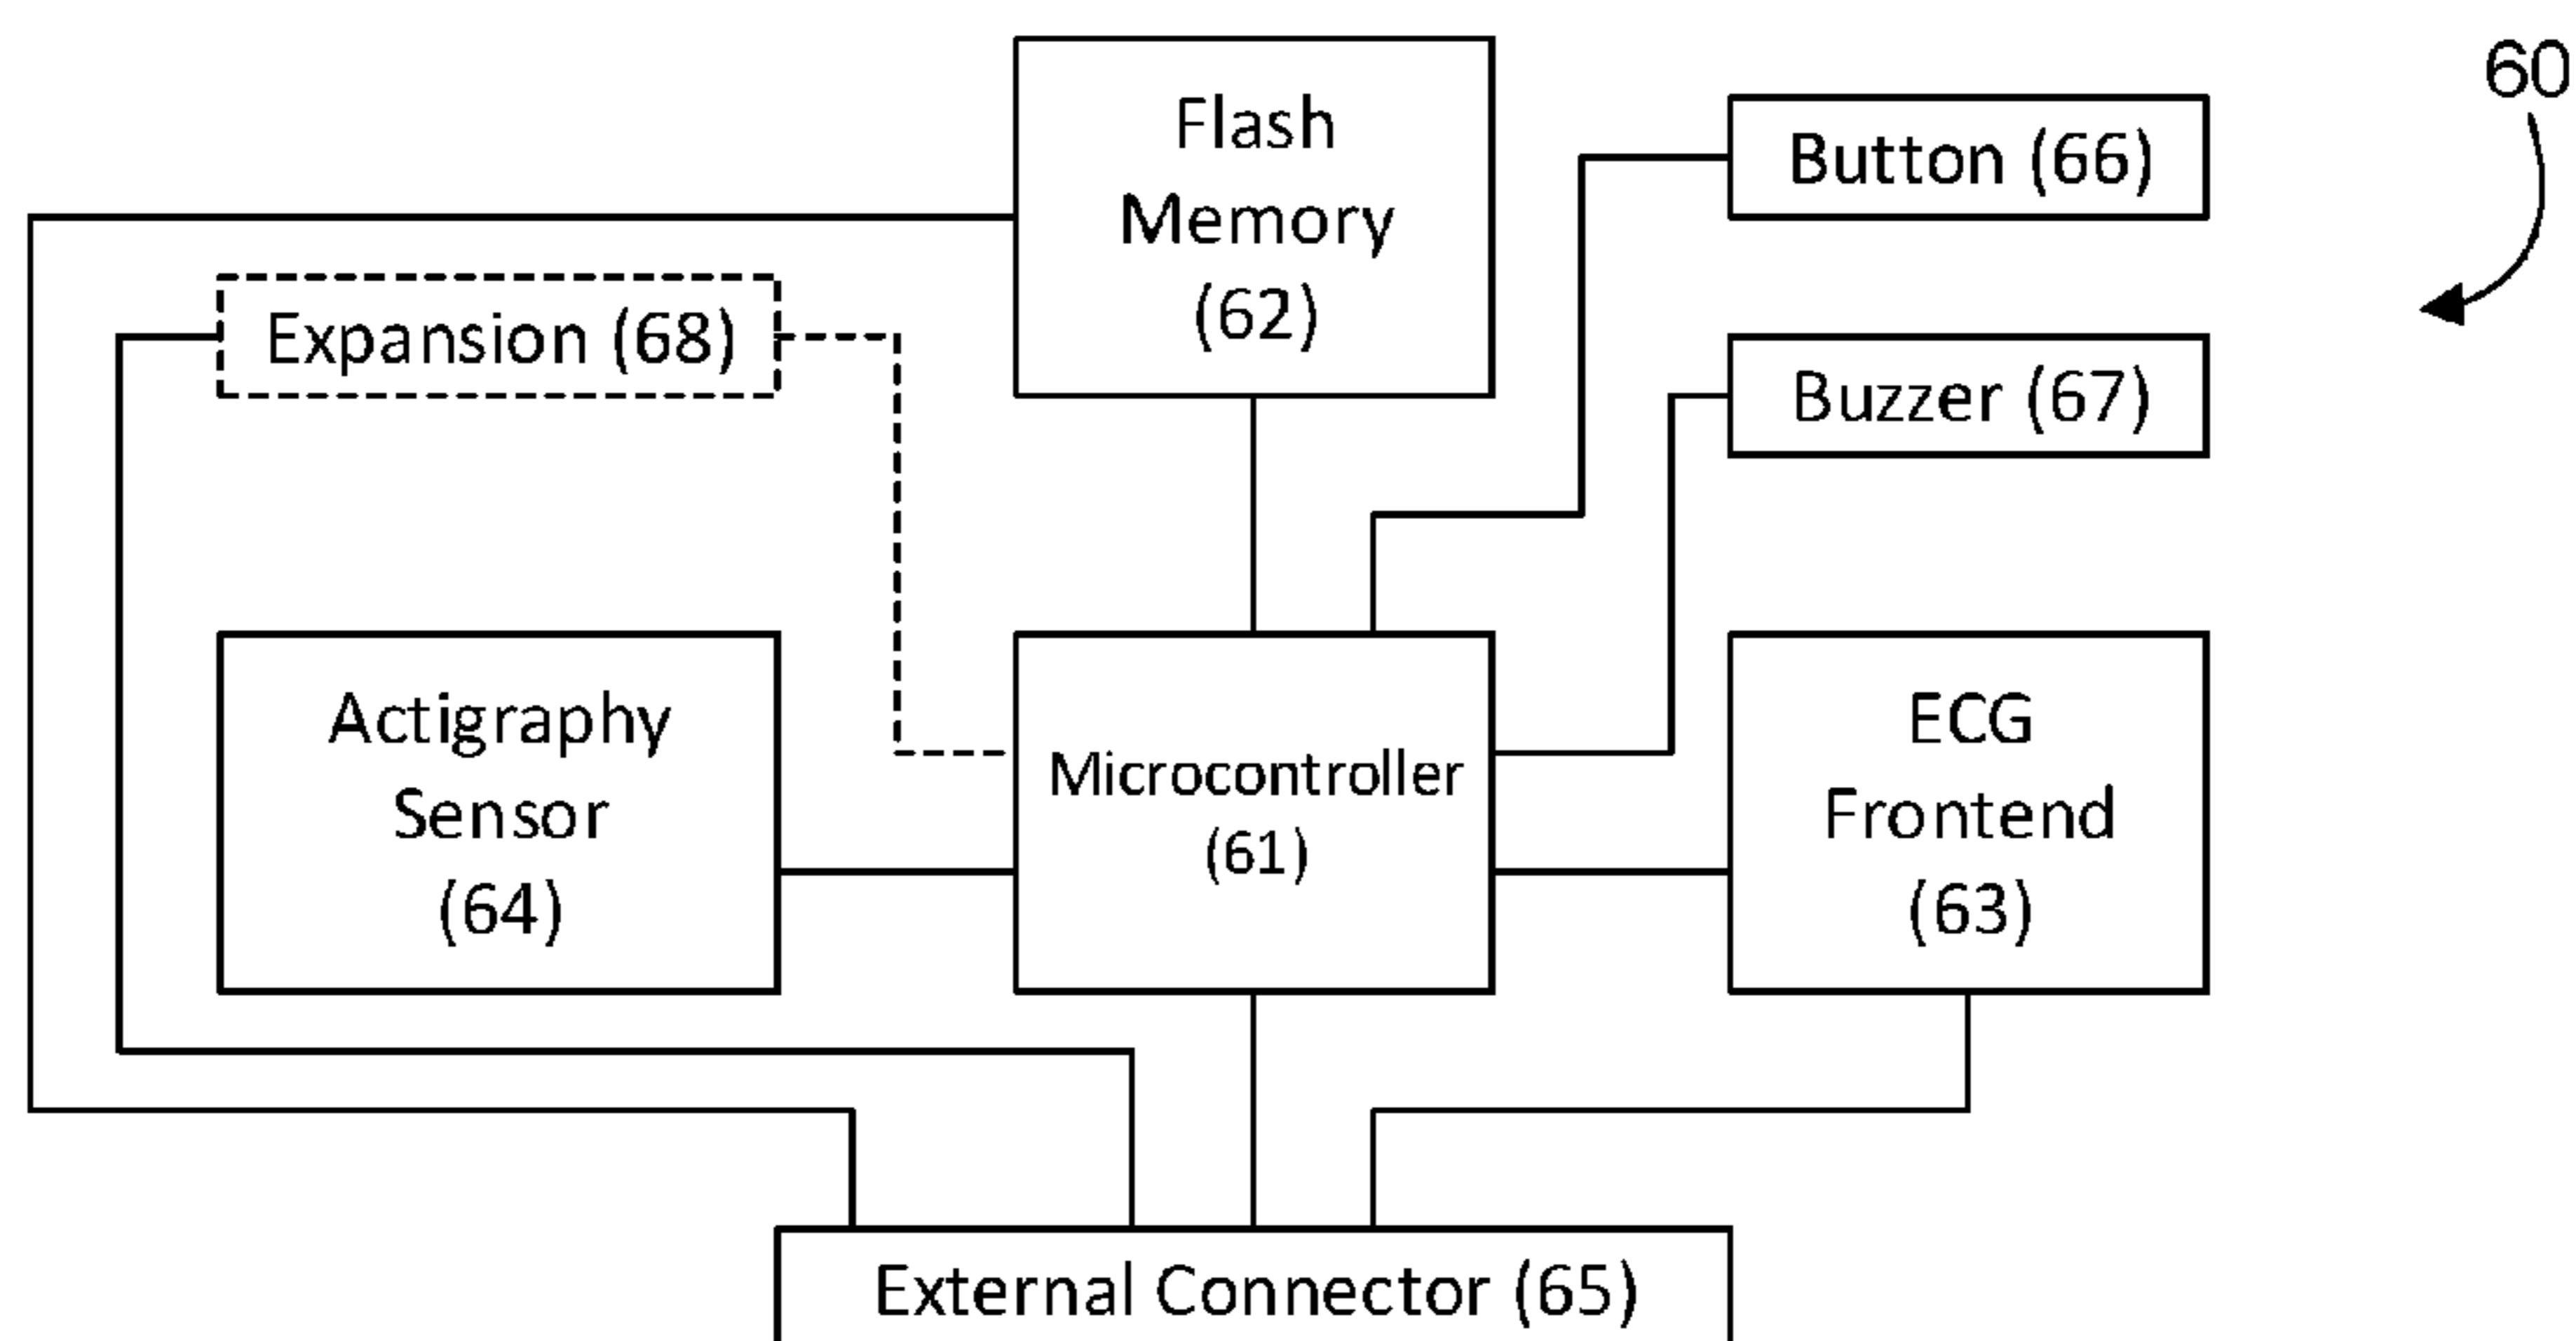 60
Flash
Memory
(62)
Button (66)
Expansion (68)
Buzzer (67)
Actigraphy
Sensor
(64)
Microcontroller
(61)
ECG
Frontend
(63)
External Connector (65)